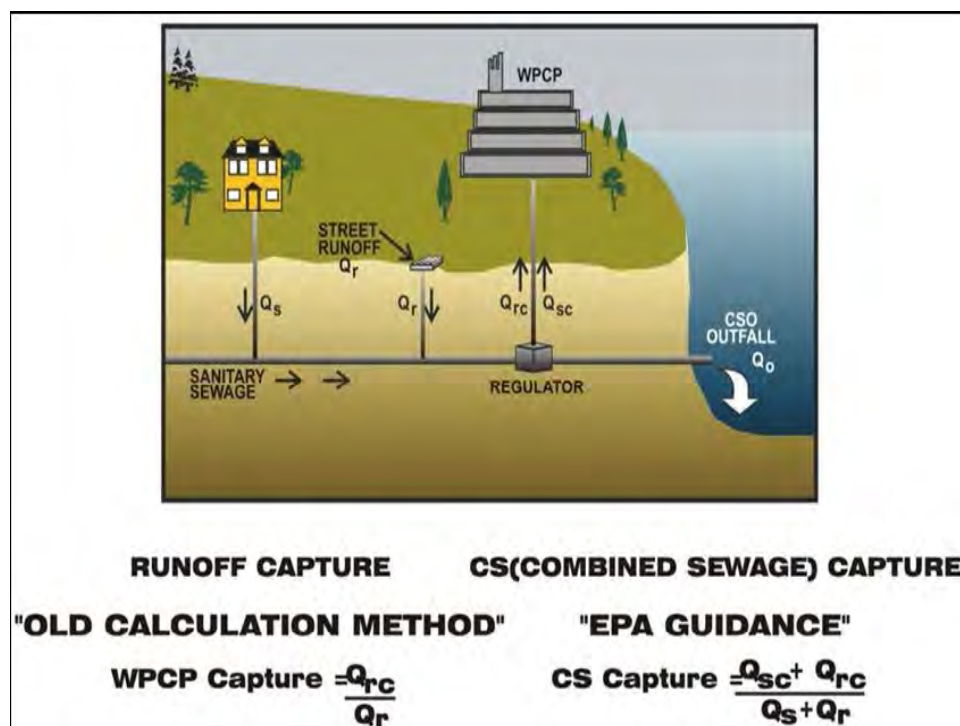 WPCP
STREET
RUNOFF
Qr
Qs
Qr
Qrc Qsc
CSO
OUTFALL
Qo
SANITARY
SEWAGE
REGULATOR
RUNOFF CAPTURE
CS(COMBINED SEWAGE) CAPTURE
"OLD CALCULATION METHOD"
"EPA GUIDANCE"
WPCP Capture =Qrc
Qr
CS Capture =Qsc+ Qrc
Qs+Qr